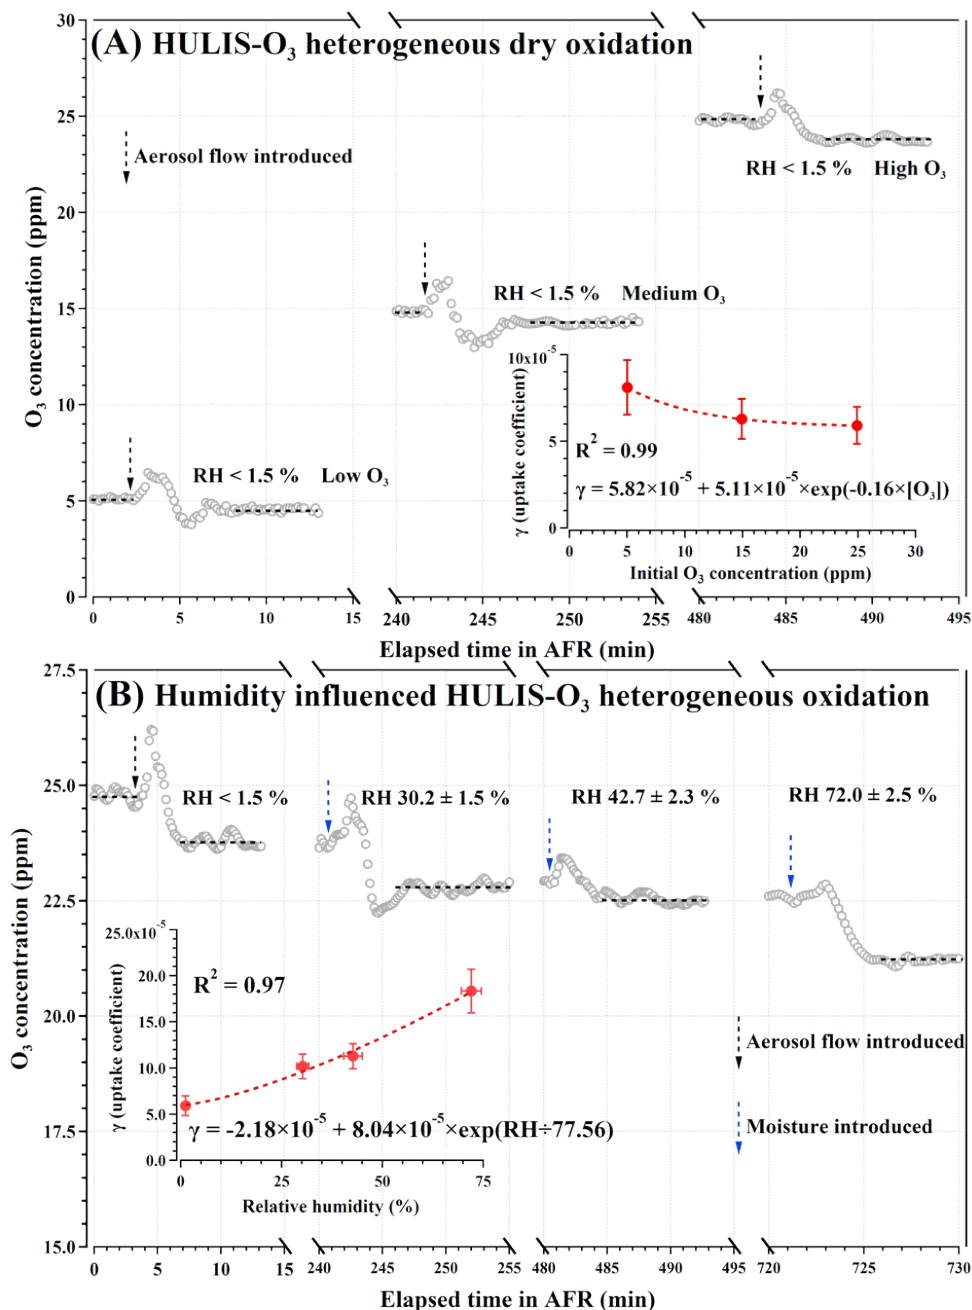 (A) HULIS-O₃ heterogeneous dry oxidation
30
25
20
15
10
5
0
O₃ concentration (ppm)
Aerosol flow introduced
RH < 1.5 % High O₃
RH < 1.5 % Medium O₃
RH < 1.5 % Low O₃
10x10⁻⁵
5
0
γ (uptake coefficient)
R² = 0.99
γ = 5.82×10⁻⁵ + 5.11×10⁻⁵×exp(-0.16×[O₃])
0 5 10 15 20 25 30
Initial O₃ concentration (ppm)
0 5 10 15 240 245 250 255 480 485 490 495
Elapsed time in AFR (min)
(B) Humidity influenced HULIS-O₃ heterogeneous oxidation
27.5
25.0
22.5
20.0
17.5
15.0
O₃ concentration (ppm)
RH < 1.5 %
RH 30.2 ± 1.5 %
RH 42.7 ± 2.3 %
RH 72.0 ± 2.5 %
25.0x10⁻⁵
20.0
15.0
10.0
5.0
0.0
γ (uptake coefficient)
R² = 0.97
γ = -2.18×10⁻⁵ + 8.04×10⁻⁵×exp(RH÷77.56)
0 25 50 75
Relative humidity (%)
Aerosol flow introduced
Moisture introduced
0 5 10 15 240 245 250 255 480 485 490 495 720 725 730
Elapsed time in AFR (min)